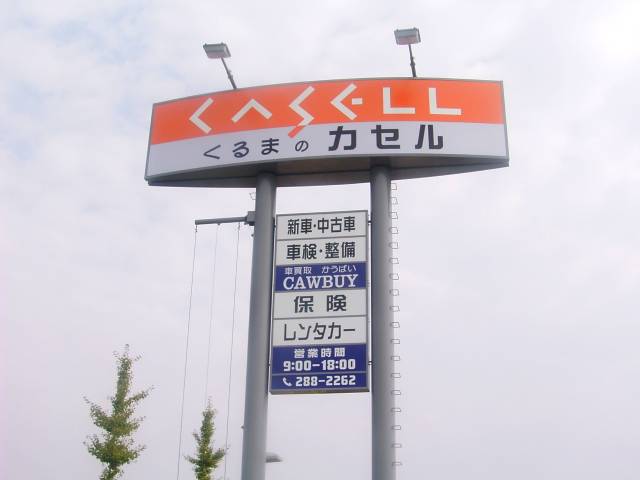 CASELL
くるまの カセル
新車・中古車
車検・整備
車買取 かうばい
CAWBUY
保険
レンタカー
営業時間
9:00-18:00
288-2262